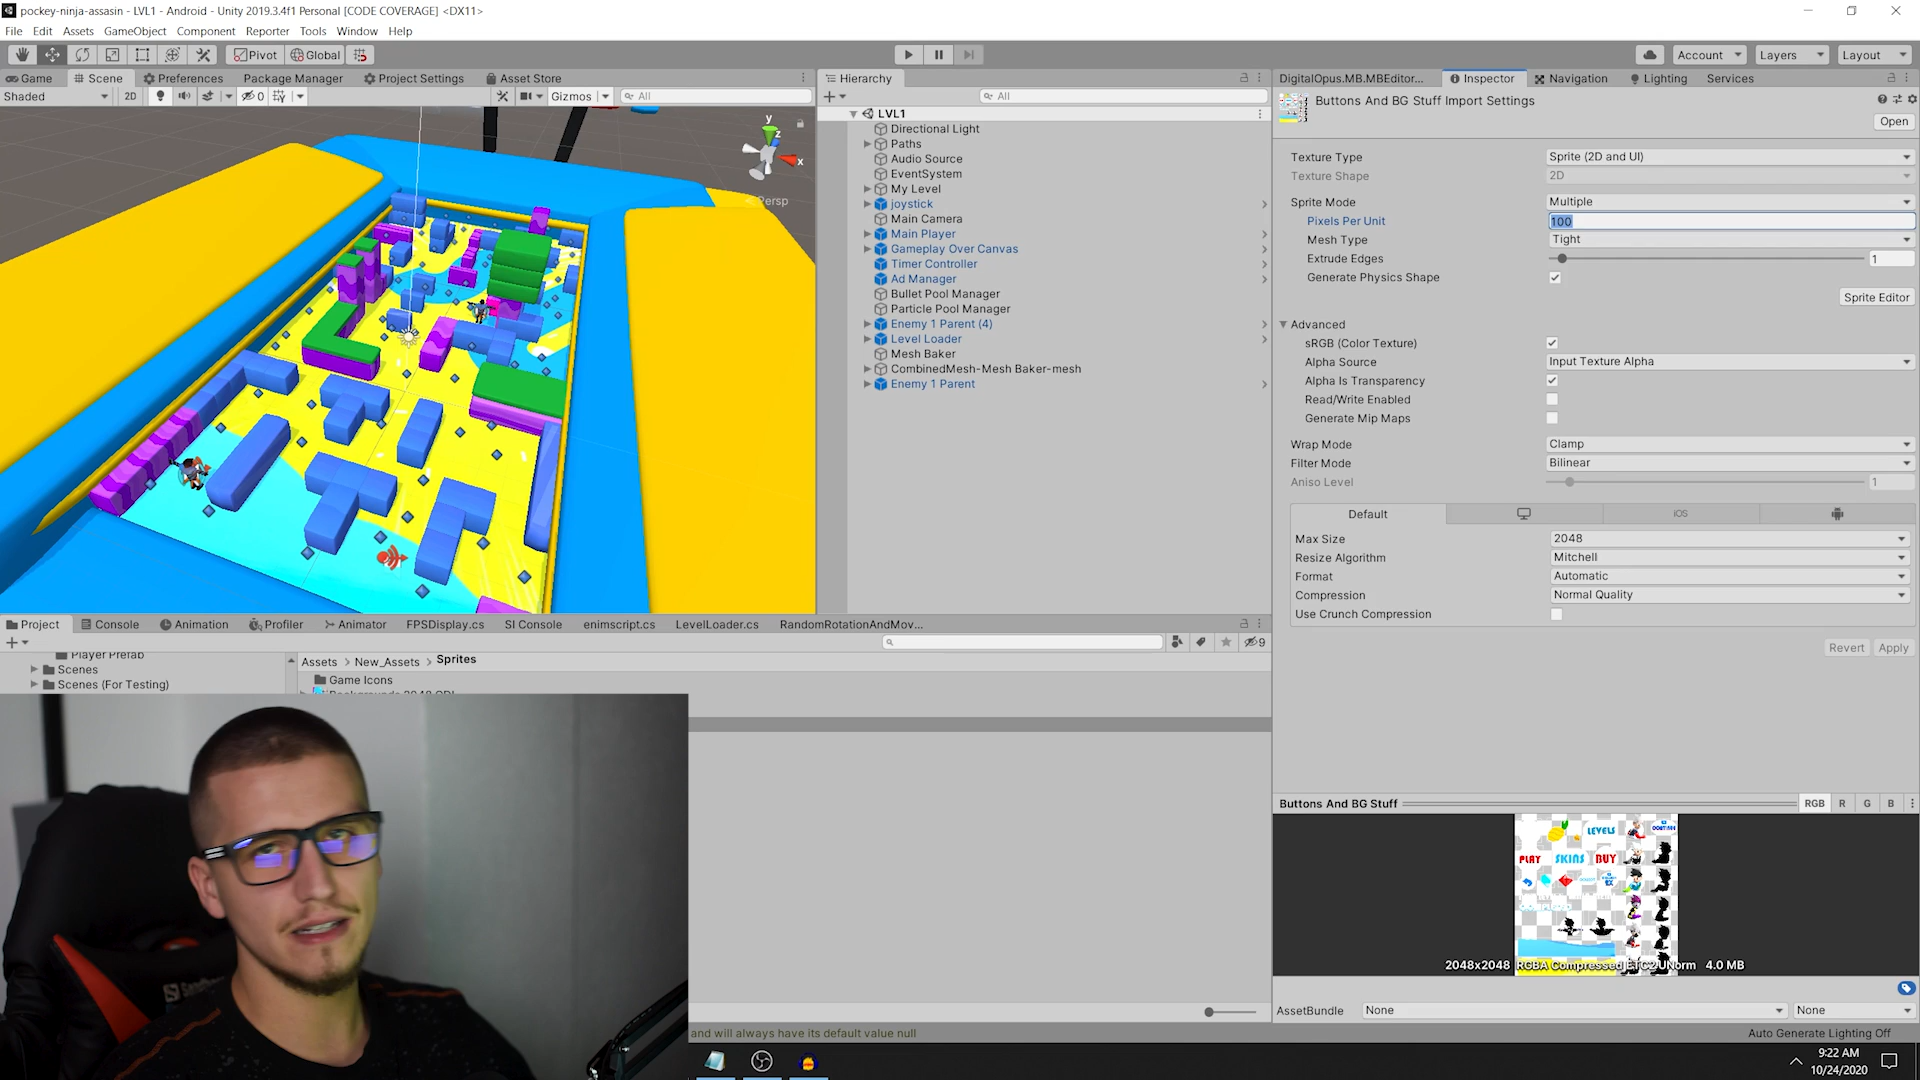 pockey-ninja-assasin - LVL1 - Android - Unity 2019.3.4f1 Personal [CODE COVERAGE] <DX11>
File Edit Assets GameObject Component Reporter Tools Window Help
Pivot Global
Account Layers Layout
Game Scene Preferences Package Manager Project Settings Asset Store
Shaded 2D 0 Gizmos All
y
z
x
Persp
Hierarchy
All
LVL1
Directional Light
Paths
Audio Source
EventSystem
My Level
joystick
Main Camera
Main Player
Gameplay Over Canvas
Timer Controller
Ad Manager
Bullet Pool Manager
Particle Pool Manager
Enemy 1 Parent (4)
Level Loader
Mesh Baker
CombinedMesh-Mesh Baker-mesh
Enemy 1 Parent
DigitalOpus.MB.MBEditor... Inspector Navigation Lighting Services
Buttons And BG Stuff Import Settings
Open
Texture Type Sprite (2D and UI)
Texture Shape 2D
Sprite Mode Multiple
Pixels Per Unit 100
Mesh Type Tight
Extrude Edges 1
Generate Physics Shape
Sprite Editor
Advanced
sRGB (Color Texture)
Alpha Source Input Texture Alpha
Alpha Is Transparency
Read/Write Enabled
Generate Mip Maps
Wrap Mode Clamp
Filter Mode Bilinear
Aniso Level 1
Default iOS
Max Size 2048
Resize Algorithm Mitchell
Format Automatic
Compression Normal Quality
Use Crunch Compression
Revert Apply
Project Console Animation Profiler Animator FPSDisplay.cs SI Console enimscript.cs LevelLoader.cs RandomRotationAndMov...
9
Player Prefab
Scenes
Scenes (For Testing)
Assets > New_Assets > Sprites
Game Icons
Buttons And BG Stuff RGB R G B
LEVELS
PLAY SKINS BUY
2048x2048 RGBA Compressed ETC2 UNorm 4.0 MB
AssetBundle None None
and will always have its default value null
Auto Generate Lighting Off
9:22 AM
10/24/2020